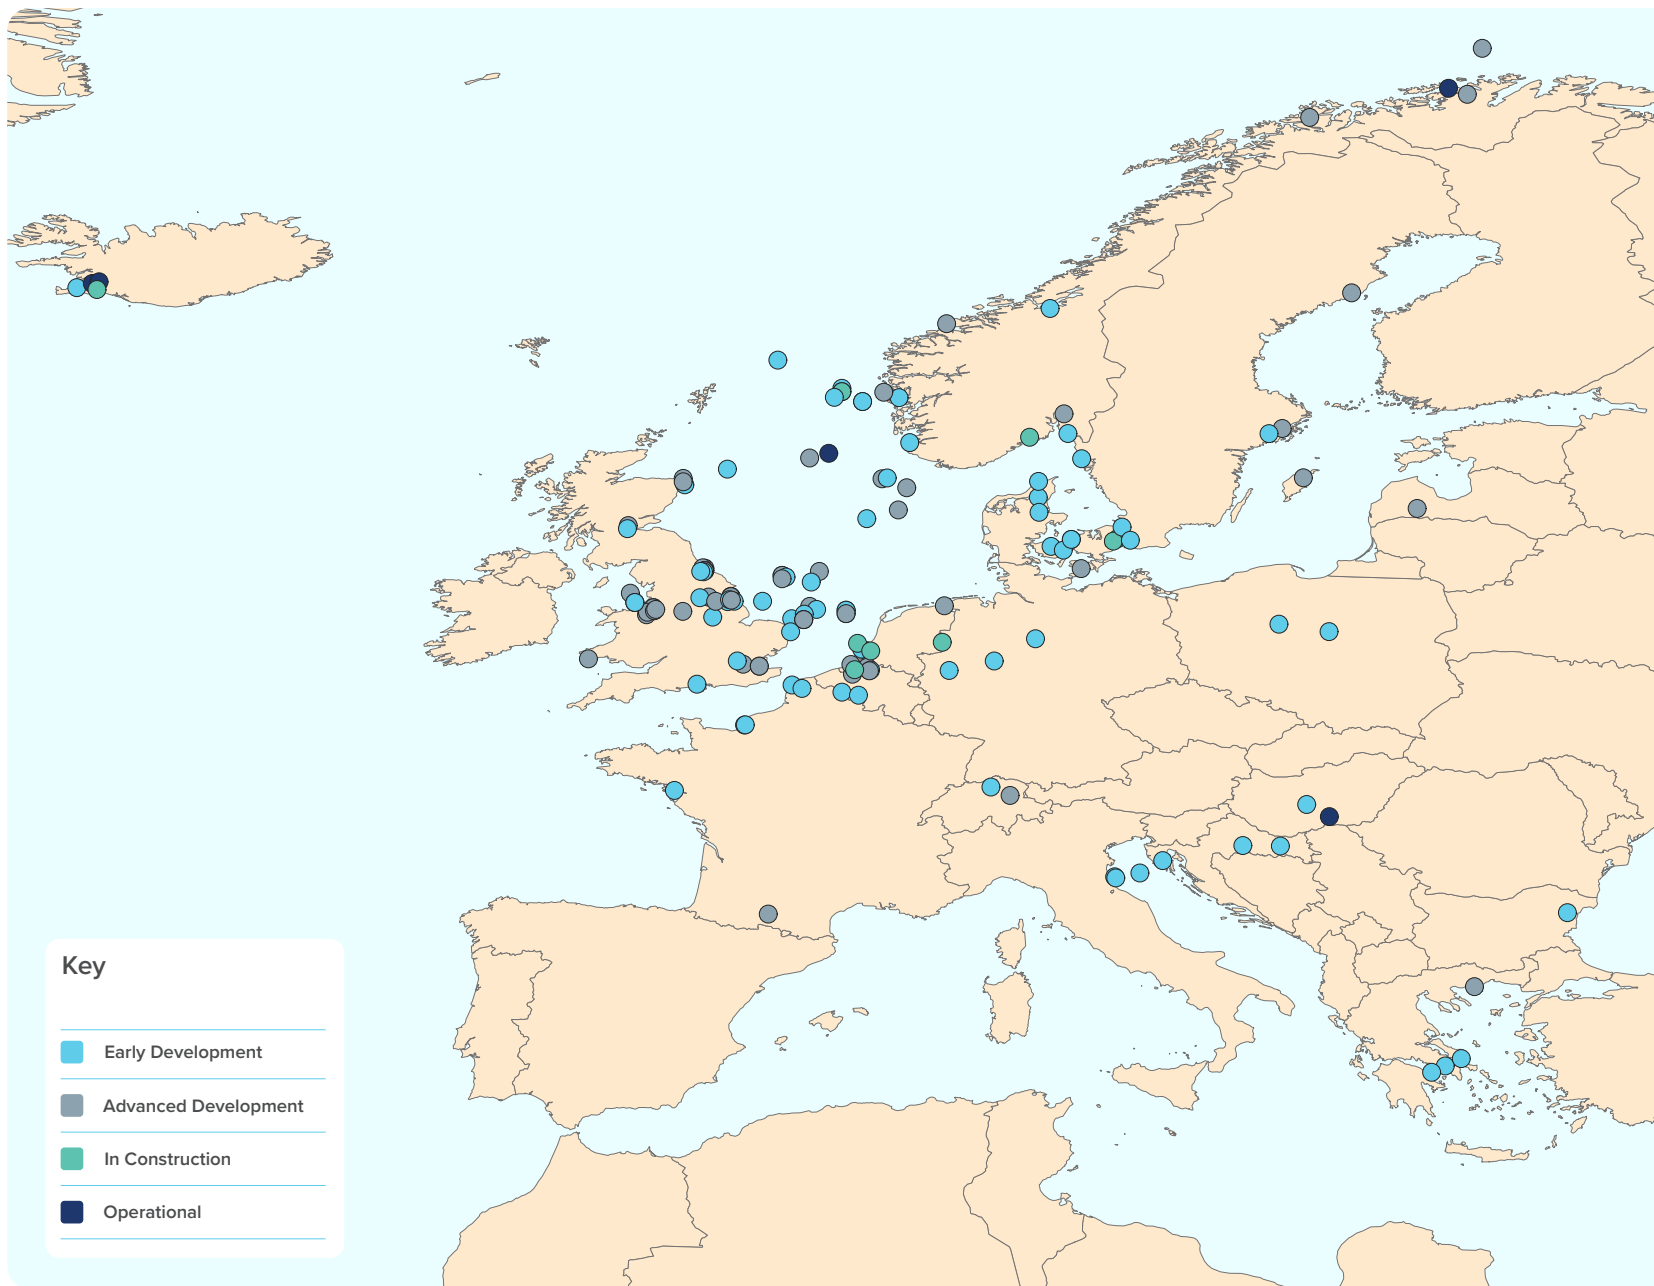 Key
Early Development
Advanced Development
In Construction
Operational